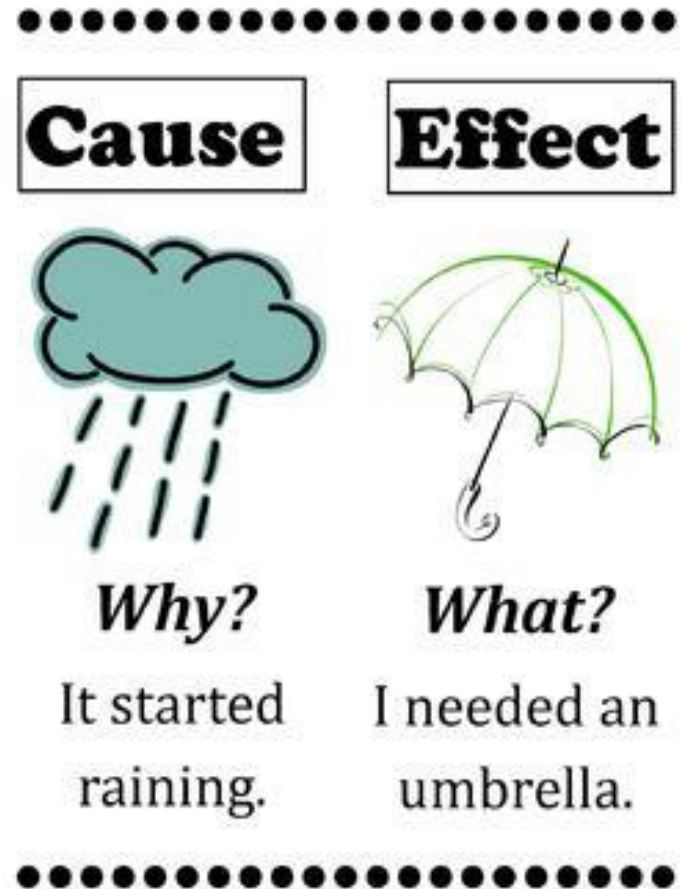 Cause
Effect
Why?
It started
raining.
What?
I needed an
umbrella.